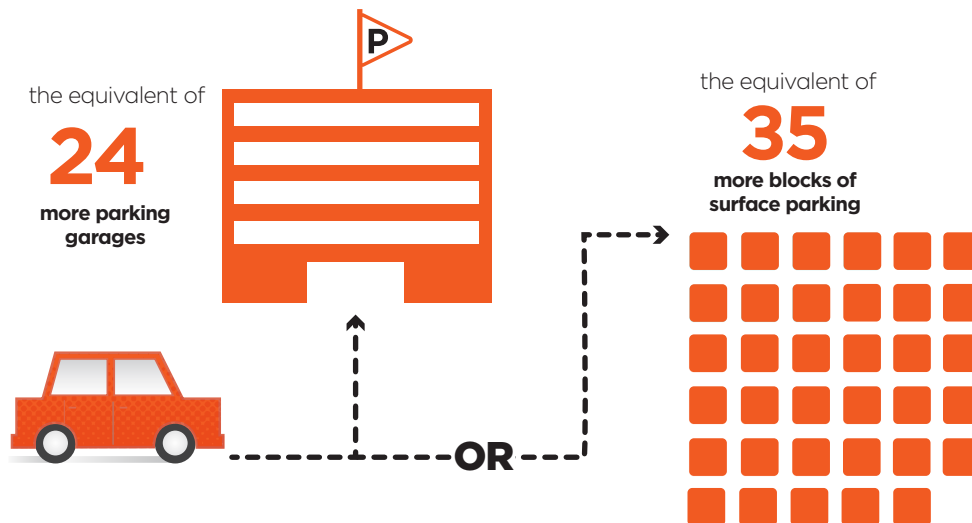 the equivalent of
24
more parking
garages
P
the equivalent of
35
more blocks of
surface parking
OR